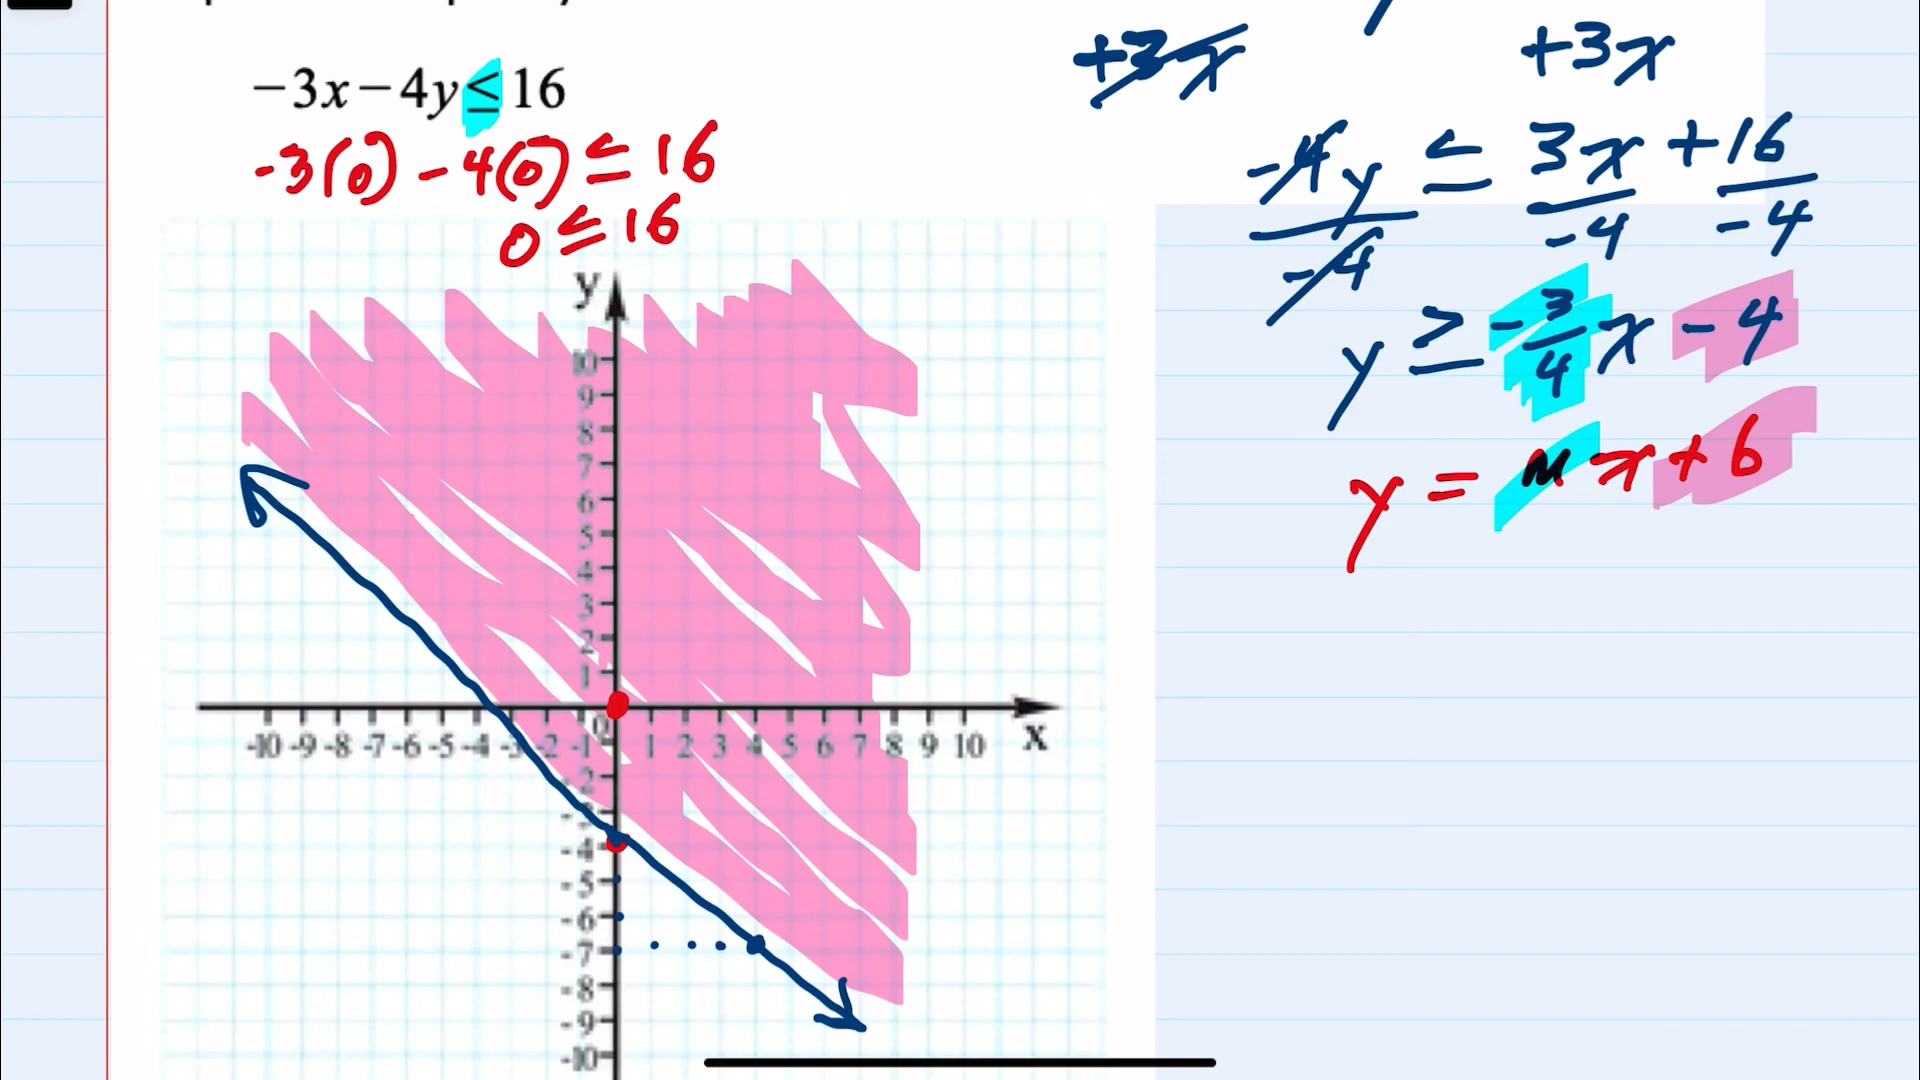 −3x−4y≤16
-3(0) - 4(0) ≤ 16
0 ≤ 16
+3x +3x
-4y ≤ 3x +16
-4 -4 -4
y ≥ -3/4x - 4
y = mx+b
y
10
9
8
7
6
5
4
3
2
1
-10 -9 -8 -7 -6 -5 -4 -3 -2 -1 0 1 2 3 4 5 6 7 8 9 10 x
-2
-3
-4
-5
-6
-7
-8
-9
-10